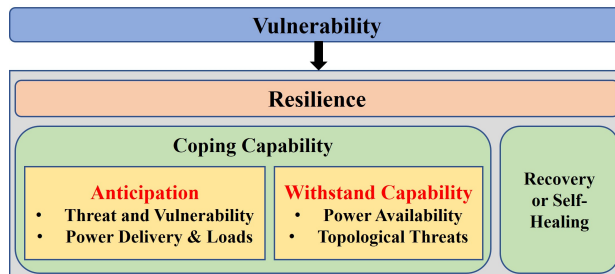 Vulnerability
Resilience
Coping Capability
Anticipation
• Threat and Vulnerability
• Power Delivery & Loads
Withstand Capability
• Power Availability
• Topological Threats
Recovery
or Self-
Healing